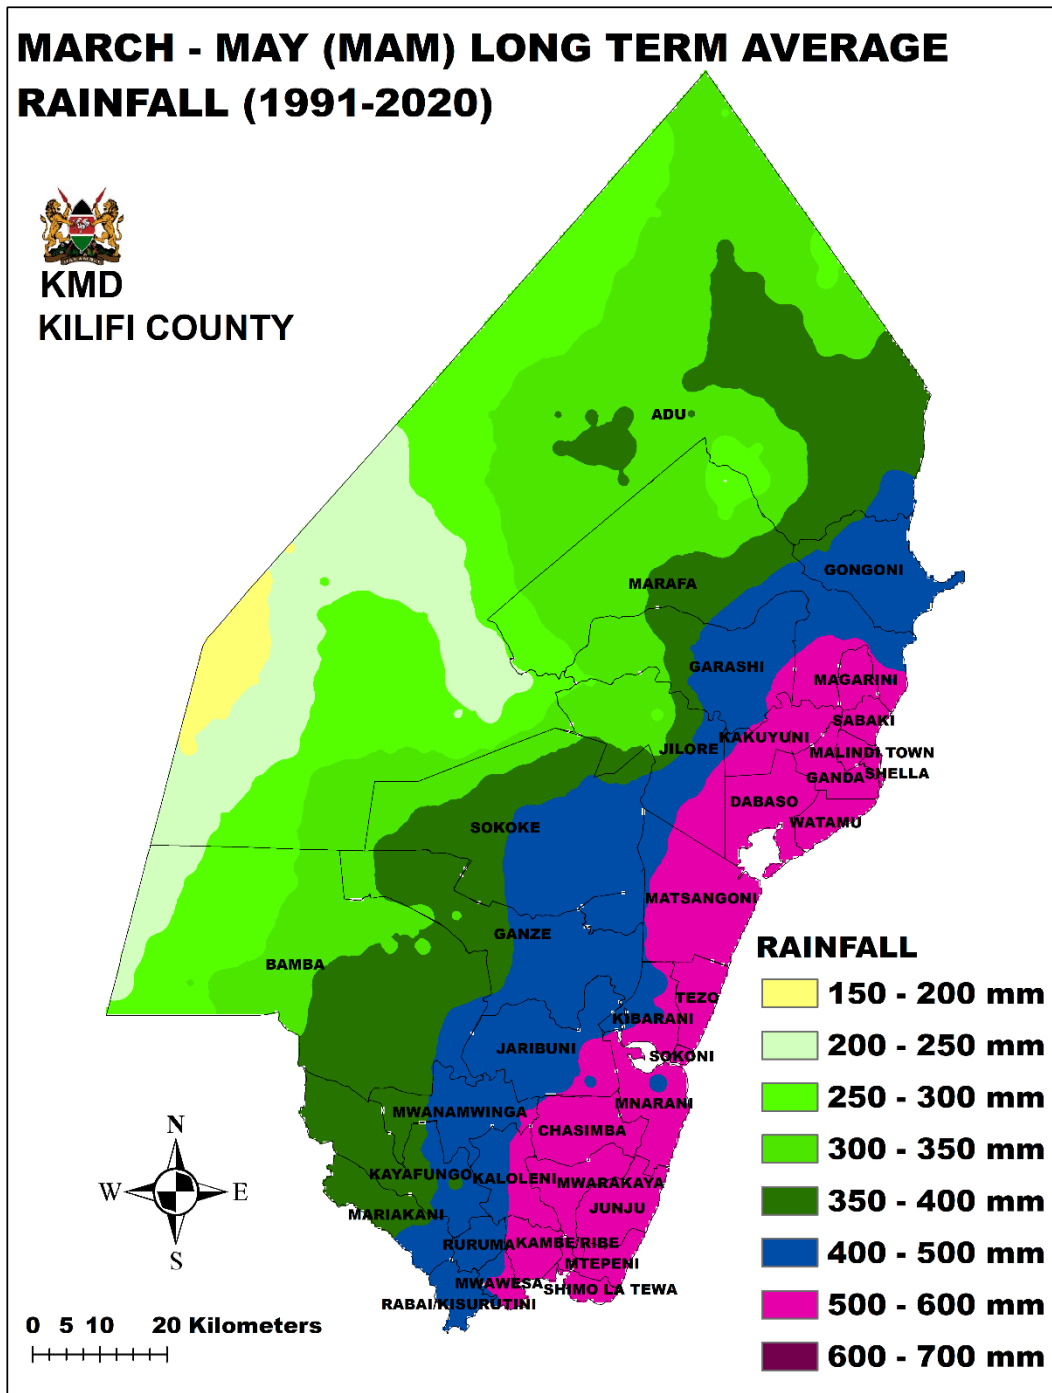 MARCH - MAY (MAM) LONG TERM AVERAGE
RAINFALL (1991-2020)
KMD
KILIFI COUNTY
ADU
GONGONI
MARAFA
GARASHI
MAGARINI
SABAKI
KAKUYUNI
JILORE
MALINDI TOWN
GANDA
SHELLA
DABASO
WATAMU
SOKOKE
MATSANGONI
GANZE
BAMBA
TEZO
KIBARANI
JARIBUNI
SOKONI
MNARANI
MWANAMWINGA
CHASIMBA
KAYAFUNGO
KALOLENI
MWARAKAYA
JUNJU
MARIAKANI
RURUMA
KAMBE/RIBE
MTEPENI
MWAWESA
SHIMO LA TEWA
RABAI/KISURUTINI
RAINFALL
150 - 200 mm
200 - 250 mm
250 - 300 mm
300 - 350 mm
350 - 400 mm
400 - 500 mm
500 - 600 mm
600 - 700 mm
N
W
E
S
0 5 10 20 Kilometers